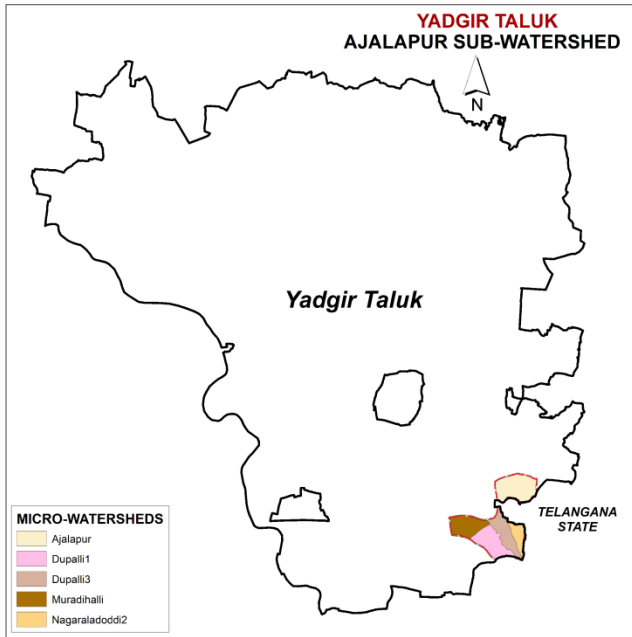 YADGIR TALUK
AJALAPUR SUB-WATERSHED
N
Yadgir Taluk
TELANGANA
STATE
MICRO-WATERSHEDS
Ajalapur
Dupalli1
Dupalli3
Muradihalli
Nagaraladoddi2